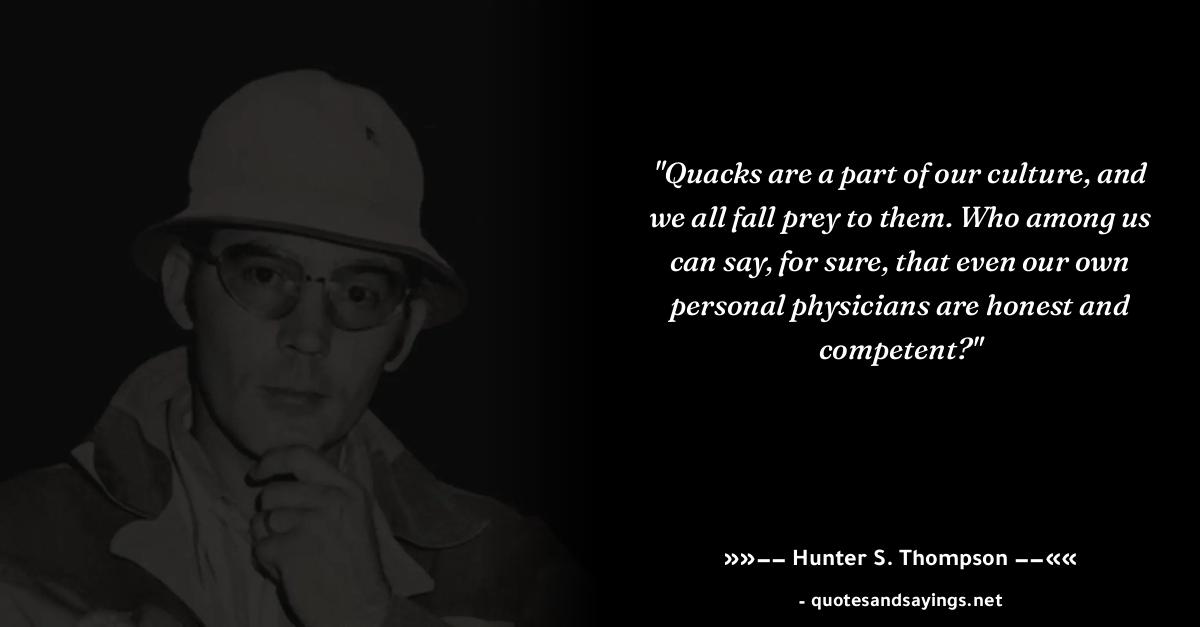 "Quacks are a part of our culture, and
we all fall prey to them. Who among us
can say, for sure, that even our own
personal physicians are honest and
competent?"
»»–– Hunter S. Thompson ––««
- quotesandsayings.net